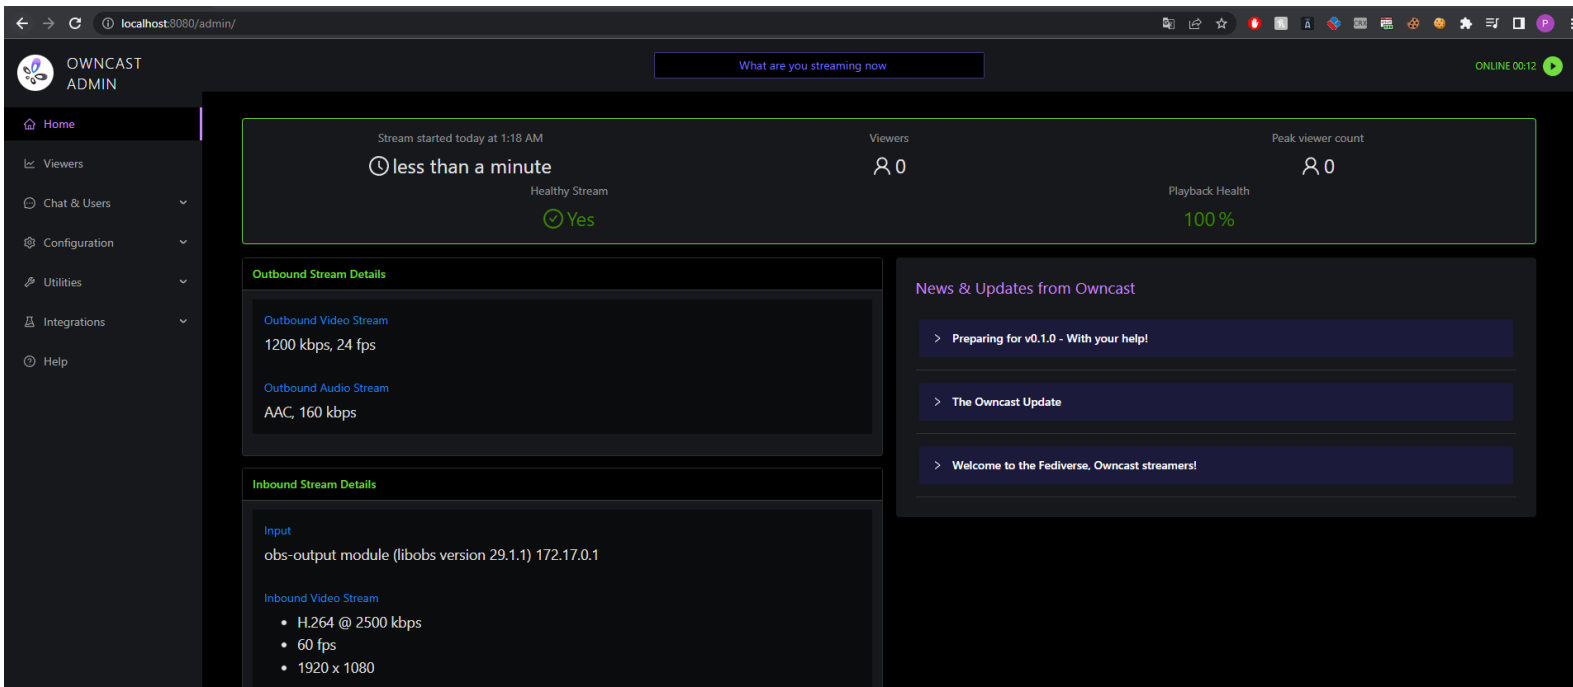 localhost:8080/admin/
P
OWNCAST
ADMIN
What are you streaming now
ONLINE 00:12
Home
Viewers
Chat & Users
Configuration
Utilities
Integrations
Help
Stream started today at 1:18 AM
less than a minute
Viewers
0
Peak viewer count
0
Healthy Stream
Yes
Playback Health
100 %
Outbound Stream Details
Outbound Video Stream
1200 kbps, 24 fps
Outbound Audio Stream
AAC, 160 kbps
Inbound Stream Details
Input
obs-output module (libobs version 29.1.1) 172.17.0.1
Inbound Video Stream
• H.264 @ 2500 kbps
• 60 fps
• 1920 x 1080
News & Updates from Owncast
Preparing for v0.1.0 - With your help!
The Owncast Update
Welcome to the Fediverse, Owncast streamers!